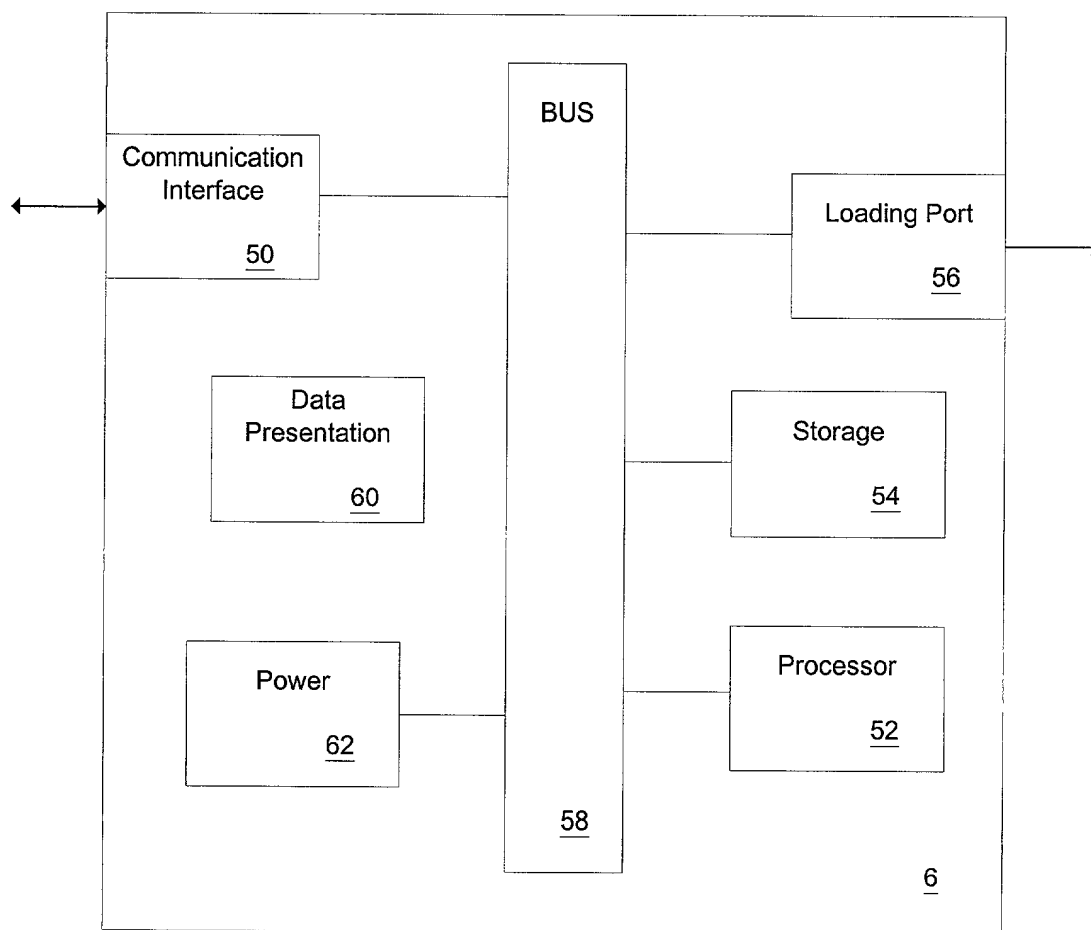 BUS
Communication
Interface
50
Loading Port
56
Data
Presentation
60
Storage
54
Power
62
Processor
52
58
6